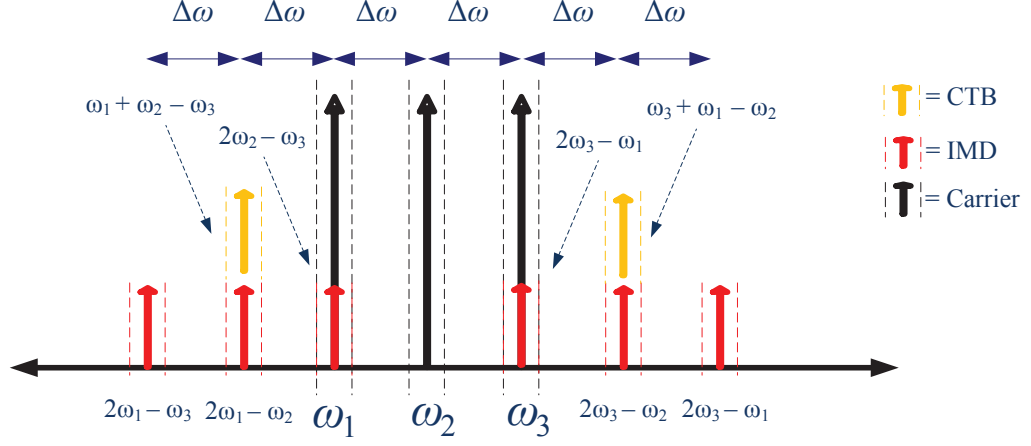 Δω Δω Δω Δω Δω Δω
ω₁ + ω₂ − ω₃
2ω₂ − ω₃
2ω₃ − ω₁
ω₃ + ω₁ − ω₂
= CTB
= IMD
= Carrier
2ω₁ − ω₃ 2ω₁ − ω₂ ω₁ ω₂ ω₃ 2ω₃ − ω₂ 2ω₃ − ω₁